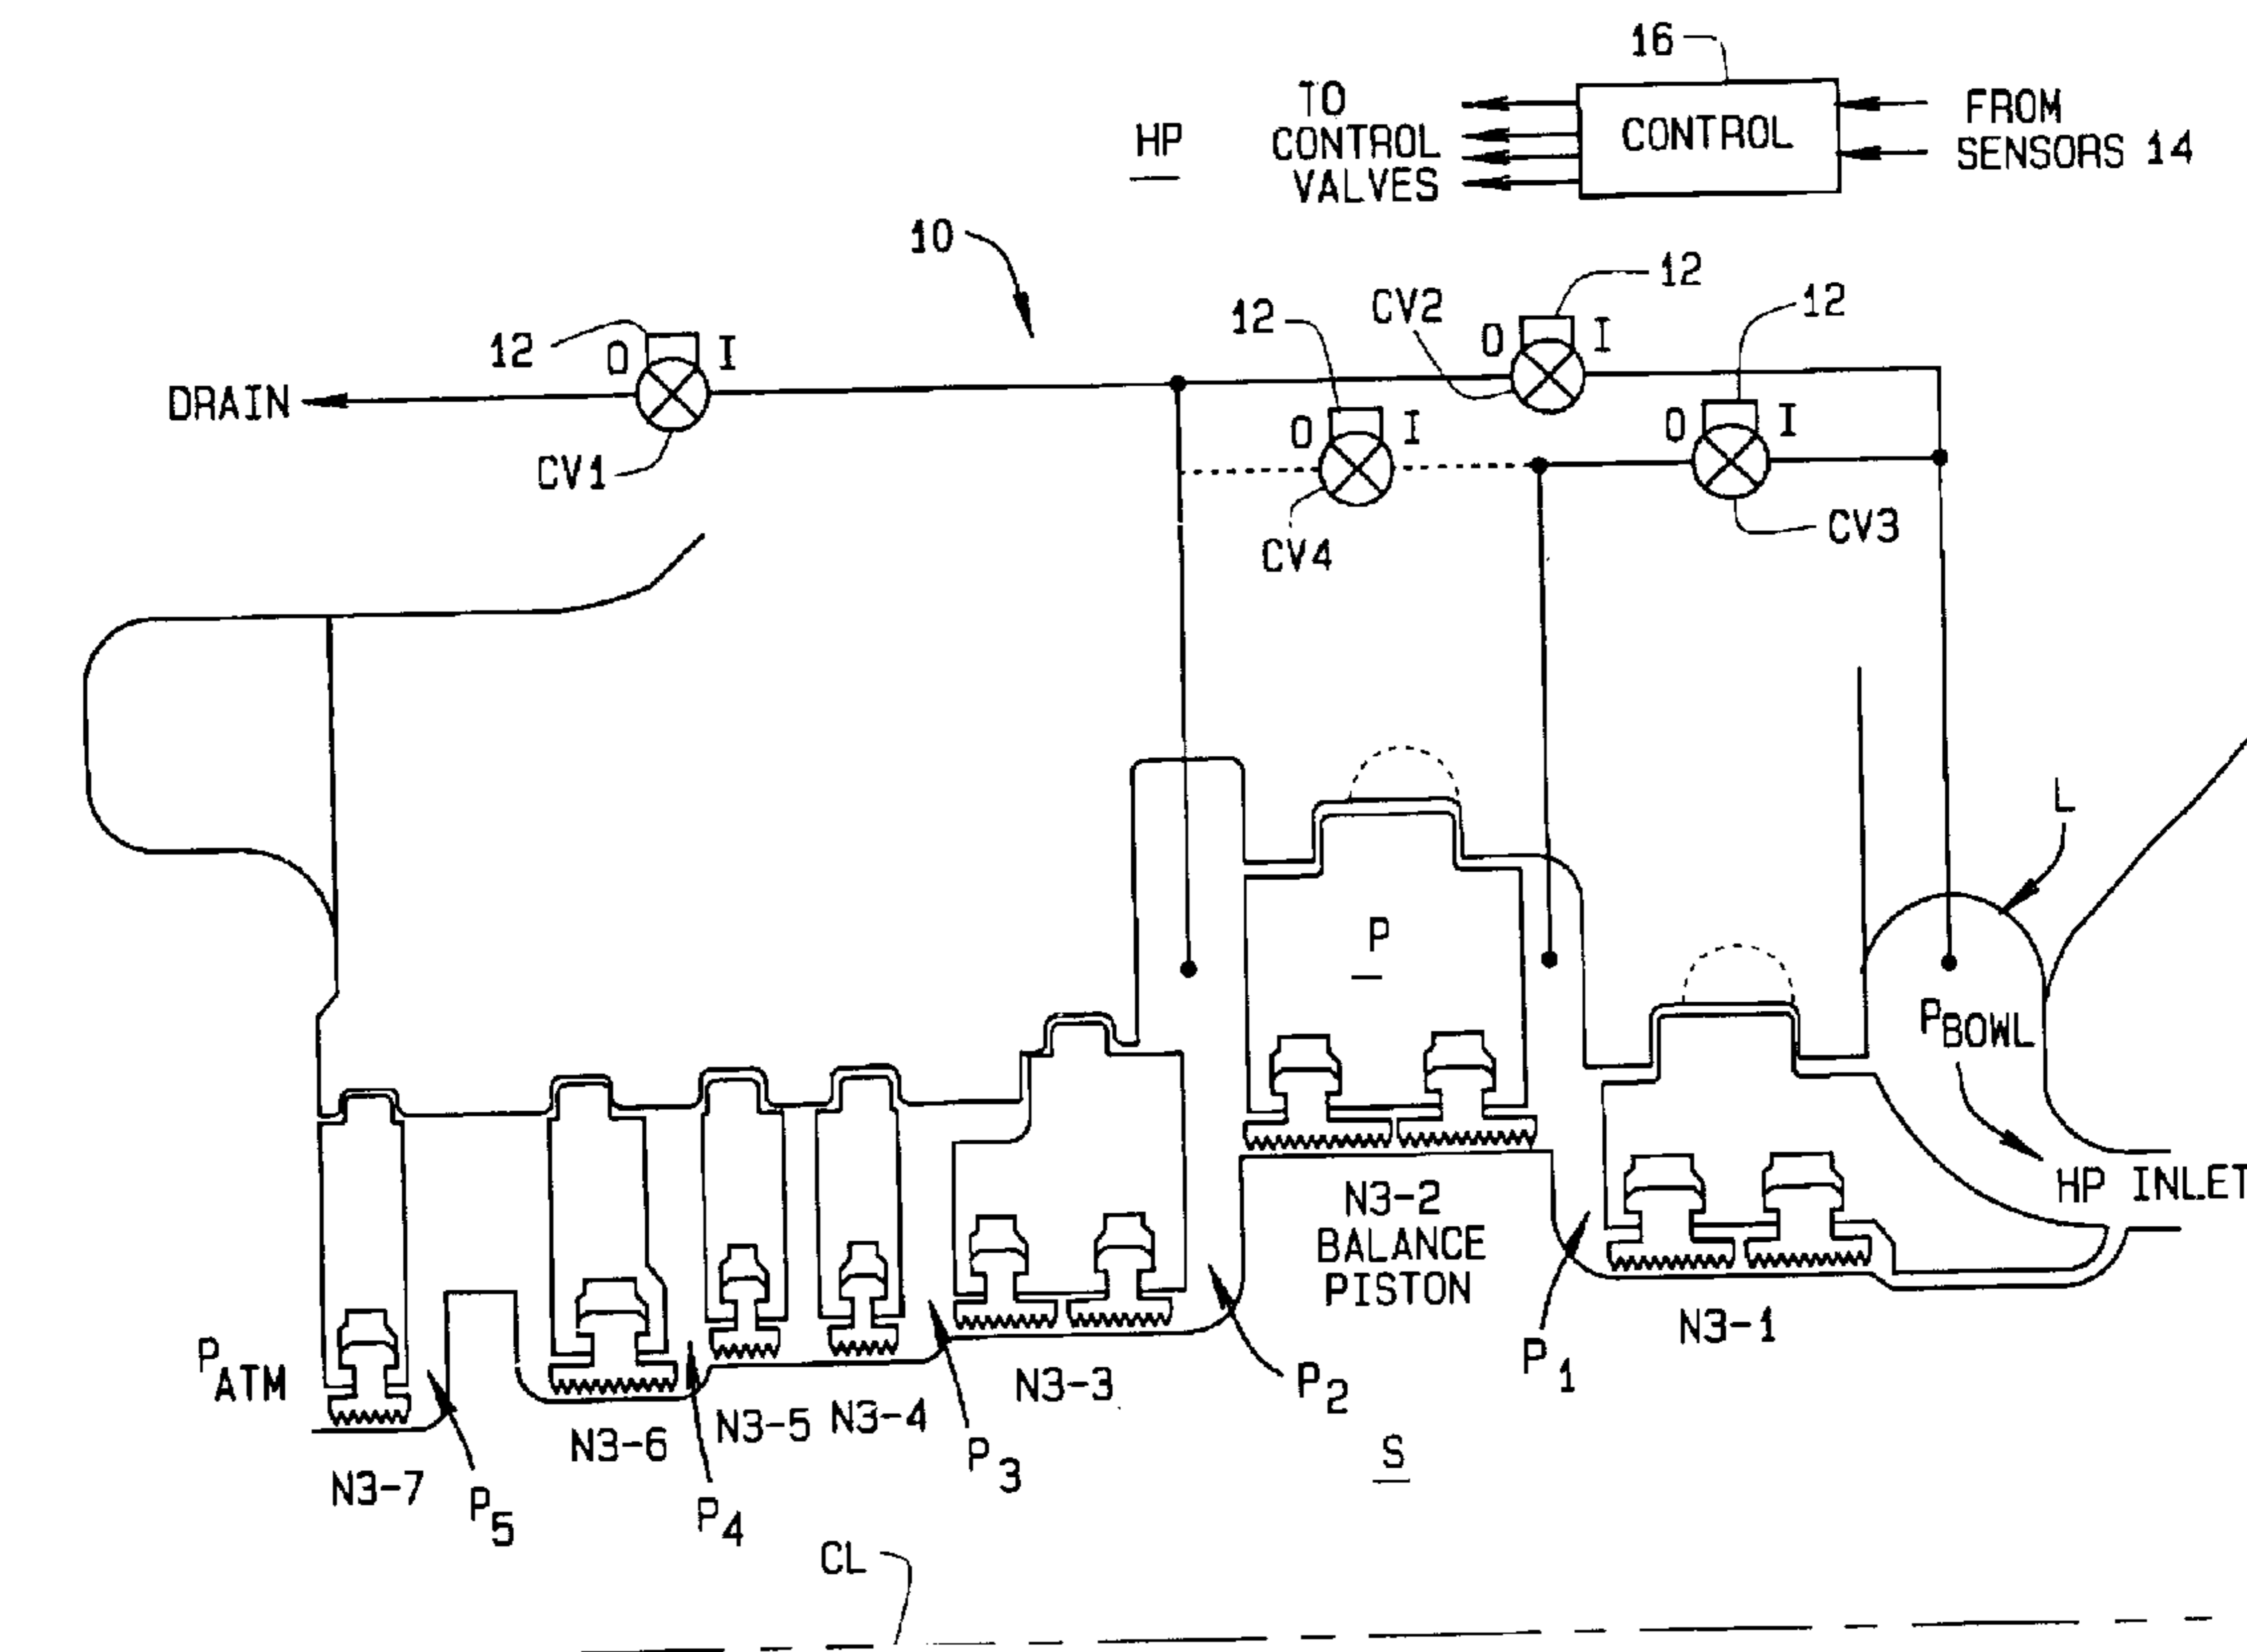 16
TO
CONTROL
VALVES
CONTROL
FROM
SENSORS 14
HP
10
12
O
I
DRAIN
CV1
12
CV2
O
I
12
O
I
12
O
I
CV4
CV3
L
P
PBOWL
HP INLET
N3-2
BALANCE
PISTON
N3-1
P1
P2
N3-3
PATM
N3-7
P5
N3-6
P4
N3-5
N3-4
P3
S
CL